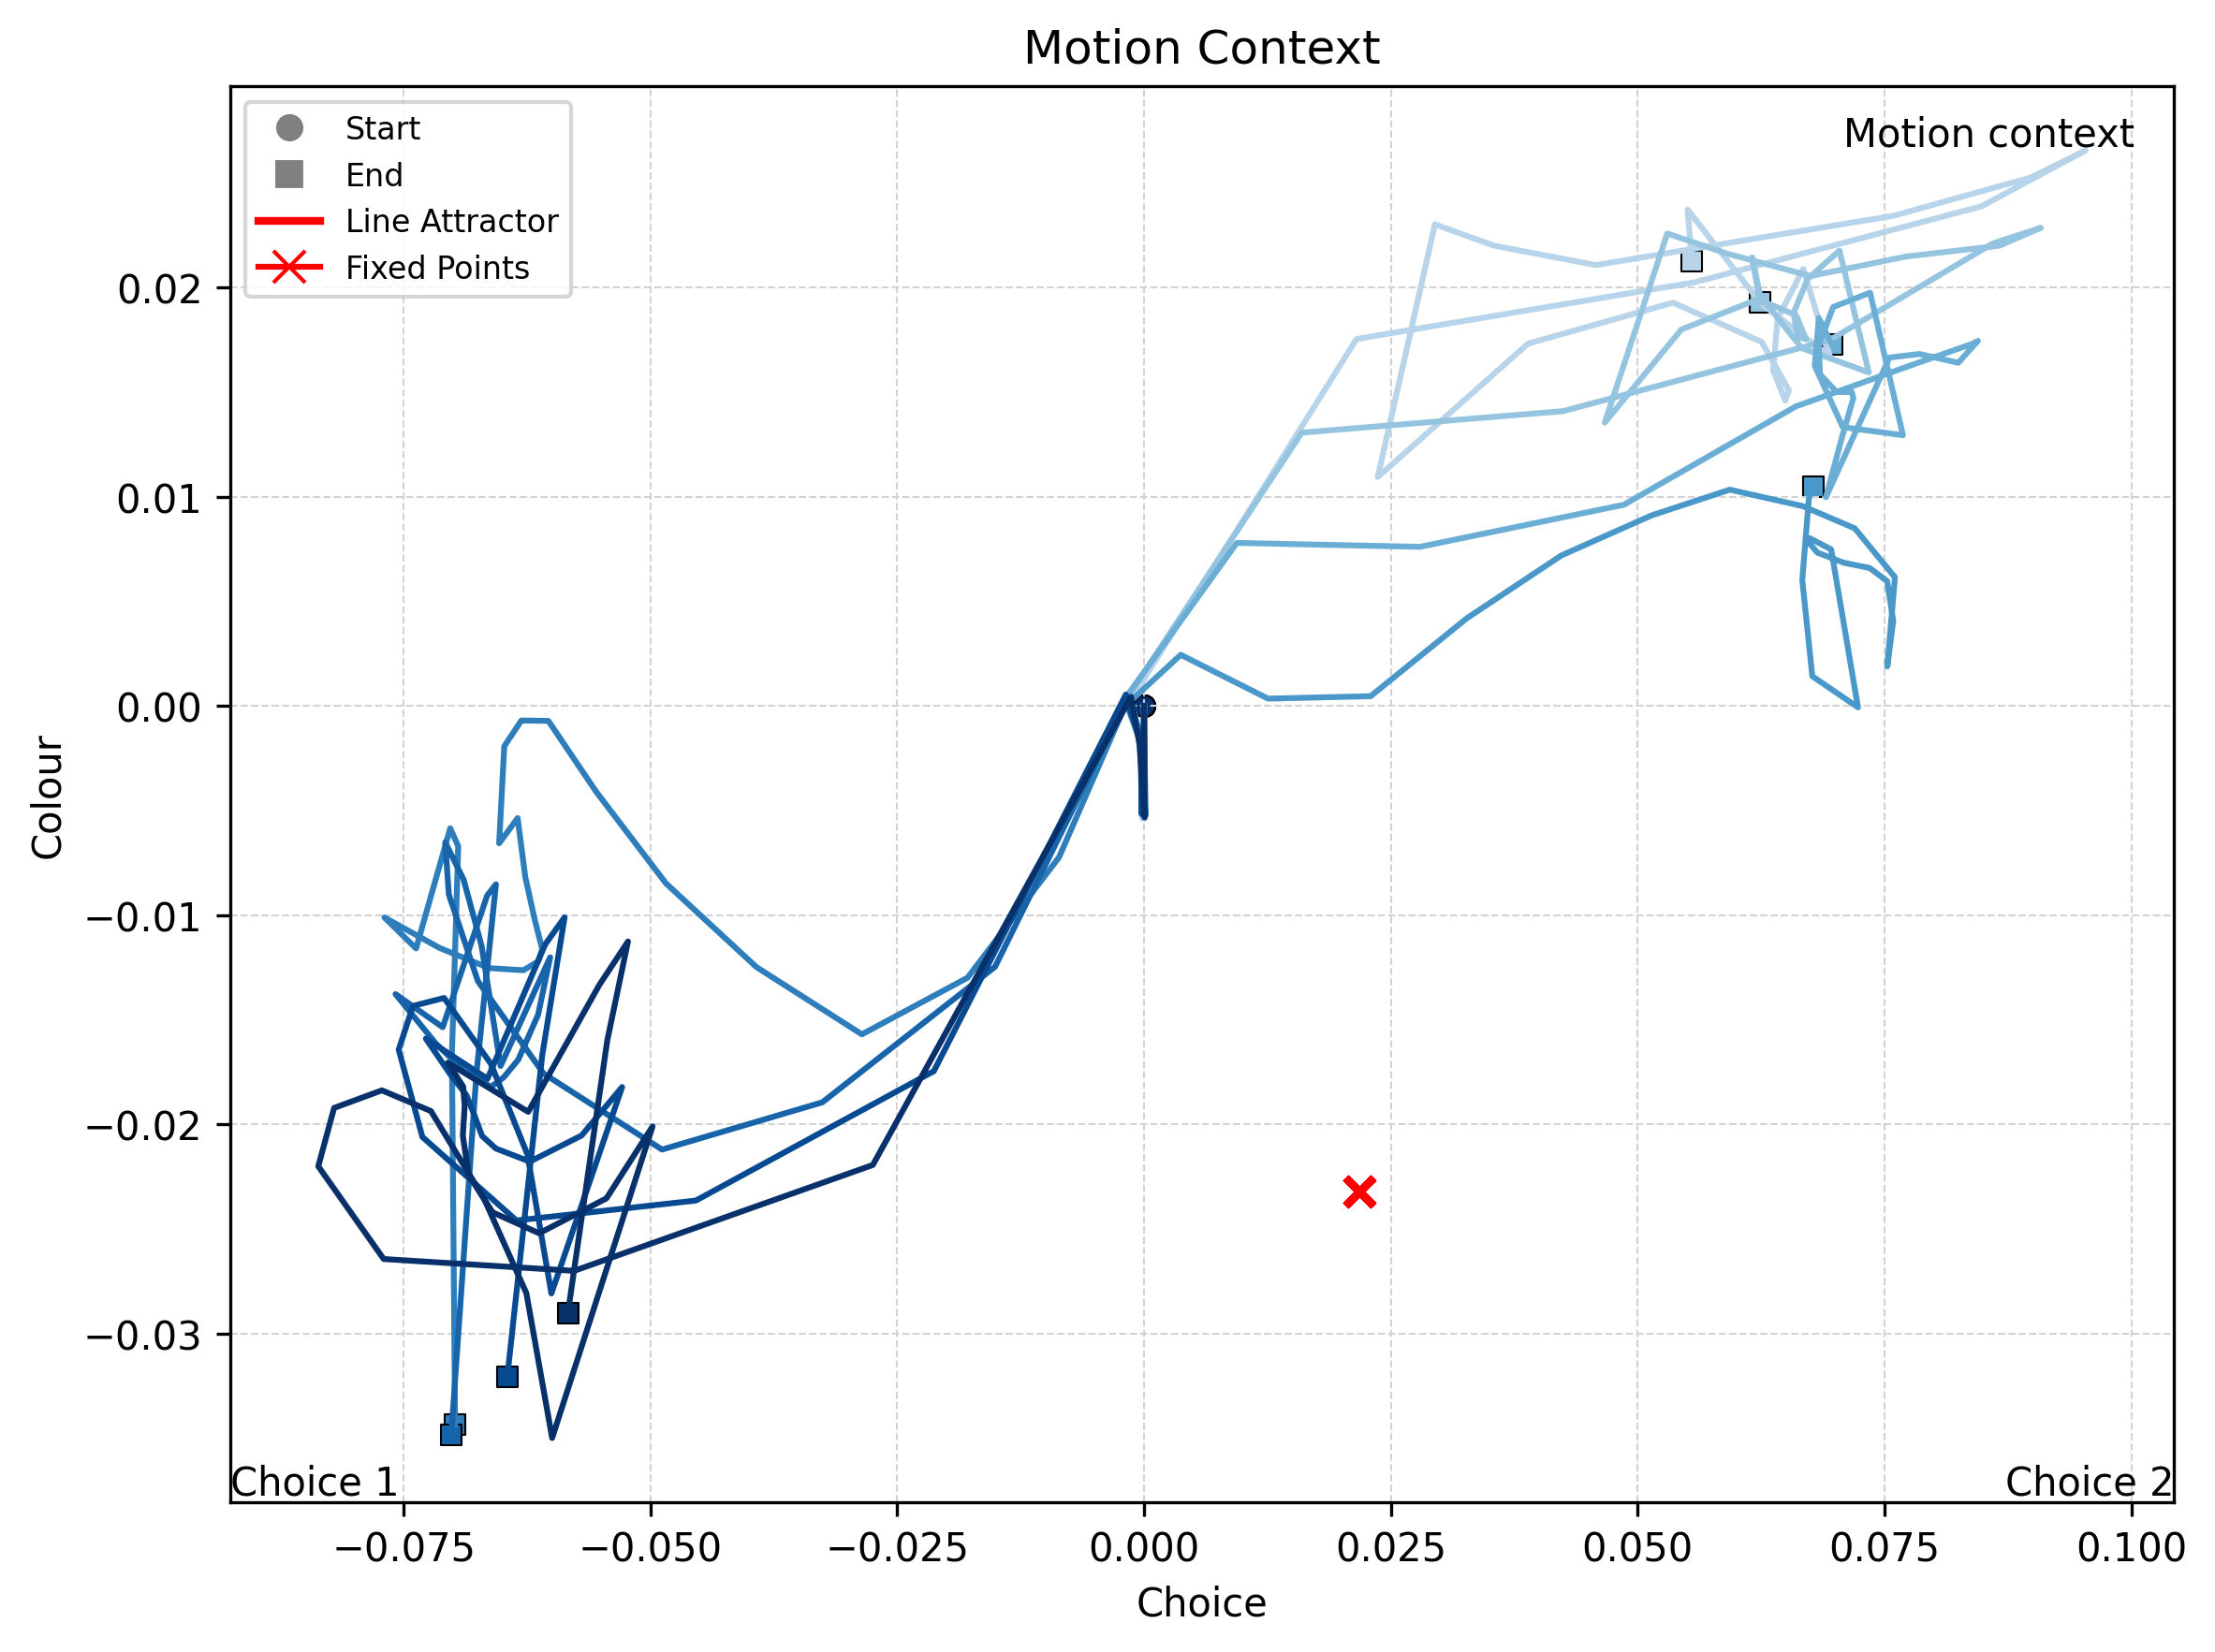 Motion Context
Start
End
Line Attractor
Fixed Points
Motion context
0.02
0.01
0.00
−0.01
−0.02
−0.03
Colour
Choice 1
Choice 2
−0.075
−0.050
−0.025
0.000
0.025
0.050
0.075
0.100
Choice